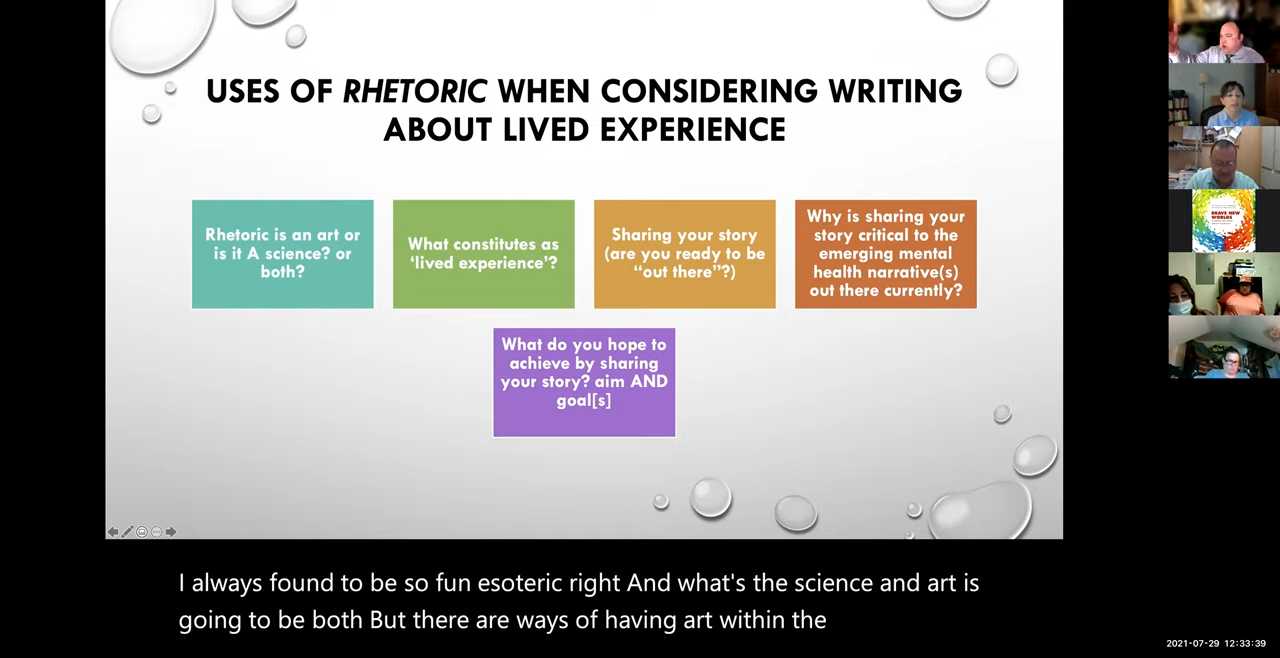 USES OF RHETORIC WHEN CONSIDERING WRITING
ABOUT LIVED EXPERIENCE
Rhetoric is an art or
is it A science? or
both?
What constitutes as
‘lived experience’?
Sharing your story
(are you ready to be
“out there”?)
Why is sharing your
story critical to the
emerging mental
health narrative(s)
out there currently?
What do you hope to
achieve by sharing
your story? aim AND
goal[s]
BRAVE NEW
WORLDS
I always found to be so fun esoteric right And what's the science and art is
going to be both But there are ways of having art within the
2021-07-29 12:33:39